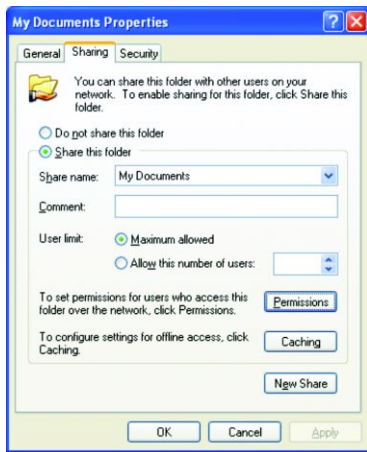 My Documents Properties
General Sharing Security
You can share this folder with other users on your
network. To enable sharing for this folder, click Share this
folder.
Do not share this folder
Share this folder
Share name: My Documents
Comment:
User limit: Maximum allowed
Allow this number of users:
To set permissions for users who access this
folder over the network, click Permissions.
Permissions
To configure settings for offline access, click
Caching.
Caching
New Share
OK Cancel Apply